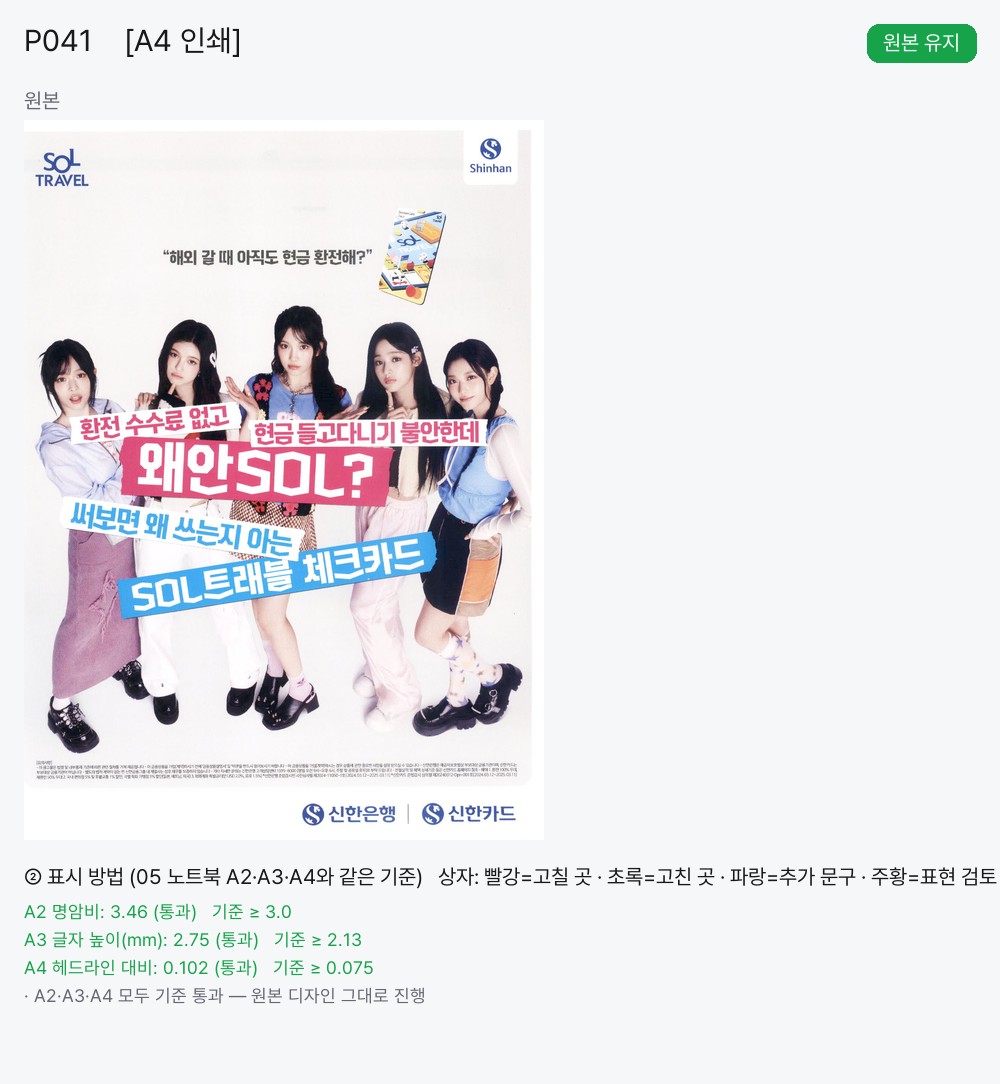 P041 [A4 인쇄]
원본 유지
원본
SOL
TRAVEL
Shinhan
“해외 갈 때 아직도 현금 환전해?”
환전 수수료 없고
현금 들고다니기 불안한데
왜안SOL?
써보면 왜 쓰는지 아는
SOL트래블 체크카드
신한은행 | 신한카드
② 표시 방법 (05 노트북 A2·A3·A4와 같은 기준) 상자: 빨강=고칠 곳 · 초록=고친 곳 · 파랑=추가 문구 · 주황=표현 검토
A2 명암비: 3.46 (통과) 기준 ≥ 3.0
A3 글자 높이(mm): 2.75 (통과) 기준 ≥ 2.13
A4 헤드라인 대비: 0.102 (통과) 기준 ≥ 0.075
· A2·A3·A4 모두 기준 통과 — 원본 디자인 그대로 진행